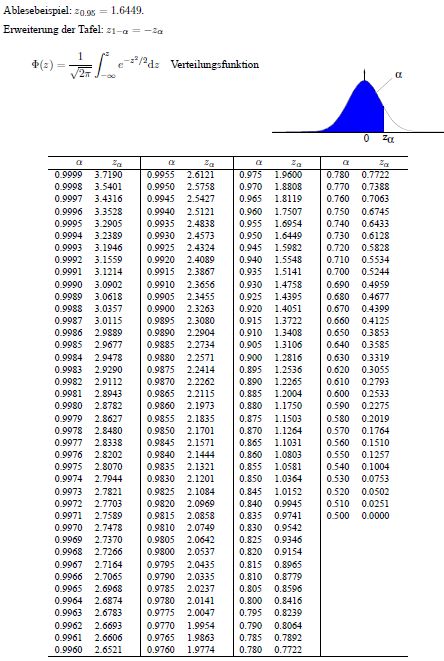 Ablesebeispiel: z0.95 = 1.6449.
Erweiterung der Tafel: z1−α = −zα
Φ(z) = 1/√2π ∫_−∞^z e^−z²/2 dz Verteilungsfunktion
α
0 zα
α zα α zα α zα α zα
0.9999 3.7190 0.9955 2.6121 0.975 1.9600 0.780 0.7722
0.9998 3.5401 0.9950 2.5758 0.970 1.8808 0.770 0.7388
0.9997 3.4316 0.9945 2.5427 0.965 1.8119 0.760 0.7063
0.9996 3.3528 0.9940 2.5121 0.960 1.7507 0.750 0.6745
0.9995 3.2905 0.9935 2.4838 0.955 1.6954 0.740 0.6433
0.9994 3.2389 0.9930 2.4573 0.950 1.6449 0.730 0.6128
0.9993 3.1946 0.9925 2.4324 0.945 1.5982 0.720 0.5828
0.9992 3.1559 0.9920 2.4089 0.940 1.5548 0.710 0.5534
0.9991 3.1214 0.9915 2.3867 0.935 1.5141 0.700 0.5244
0.9990 3.0902 0.9910 2.3656 0.930 1.4758 0.690 0.4959
0.9989 3.0618 0.9905 2.3455 0.925 1.4395 0.680 0.4677
0.9988 3.0357 0.9900 2.3263 0.920 1.4051 0.670 0.4399
0.9987 3.0115 0.9895 2.3080 0.915 1.3722 0.660 0.4125
0.9986 2.9889 0.9890 2.2904 0.910 1.3408 0.650 0.3853
0.9985 2.9677 0.9885 2.2734 0.905 1.3106 0.640 0.3585
0.9984 2.9478 0.9880 2.2571 0.900 1.2816 0.630 0.3319
0.9983 2.9290 0.9875 2.2414 0.895 1.2536 0.620 0.3055
0.9982 2.9112 0.9870 2.2262 0.890 1.2265 0.610 0.2793
0.9981 2.8943 0.9865 2.2115 0.885 1.2004 0.600 0.2533
0.9980 2.8782 0.9860 2.1973 0.880 1.1750 0.590 0.2275
0.9979 2.8627 0.9855 2.1835 0.875 1.1503 0.580 0.2019
0.9978 2.8480 0.9850 2.1701 0.870 1.1264 0.570 0.1764
0.9977 2.8338 0.9845 2.1571 0.865 1.1031 0.560 0.1510
0.9976 2.8202 0.9840 2.1444 0.860 1.0803 0.550 0.1257
0.9975 2.8070 0.9835 2.1321 0.855 1.0581 0.540 0.1004
0.9974 2.7944 0.9830 2.1201 0.850 1.0364 0.530 0.0753
0.9973 2.7821 0.9825 2.1084 0.845 1.0152 0.520 0.0502
0.9972 2.7703 0.9820 2.0969 0.840 0.9945 0.510 0.0251
0.9971 2.7589 0.9815 2.0858 0.835 0.9741 0.500 0.0000
0.9970 2.7478 0.9810 2.0749 0.830 0.9542
0.9969 2.7370 0.9805 2.0642 0.825 0.9346
0.9968 2.7266 0.9800 2.0537 0.820 0.9154
0.9967 2.7164 0.9795 2.0435 0.815 0.8965
0.9966 2.7065 0.9790 2.0335 0.810 0.8779
0.9965 2.6968 0.9785 2.0237 0.805 0.8596
0.9964 2.6874 0.9780 2.0141 0.800 0.8416
0.9963 2.6783 0.9775 2.0047 0.795 0.8239
0.9962 2.6693 0.9770 1.9954 0.790 0.8064
0.9961 2.6606 0.9765 1.9863 0.785 0.7892
0.9960 2.6521 0.9760 1.9774 0.780 0.7722